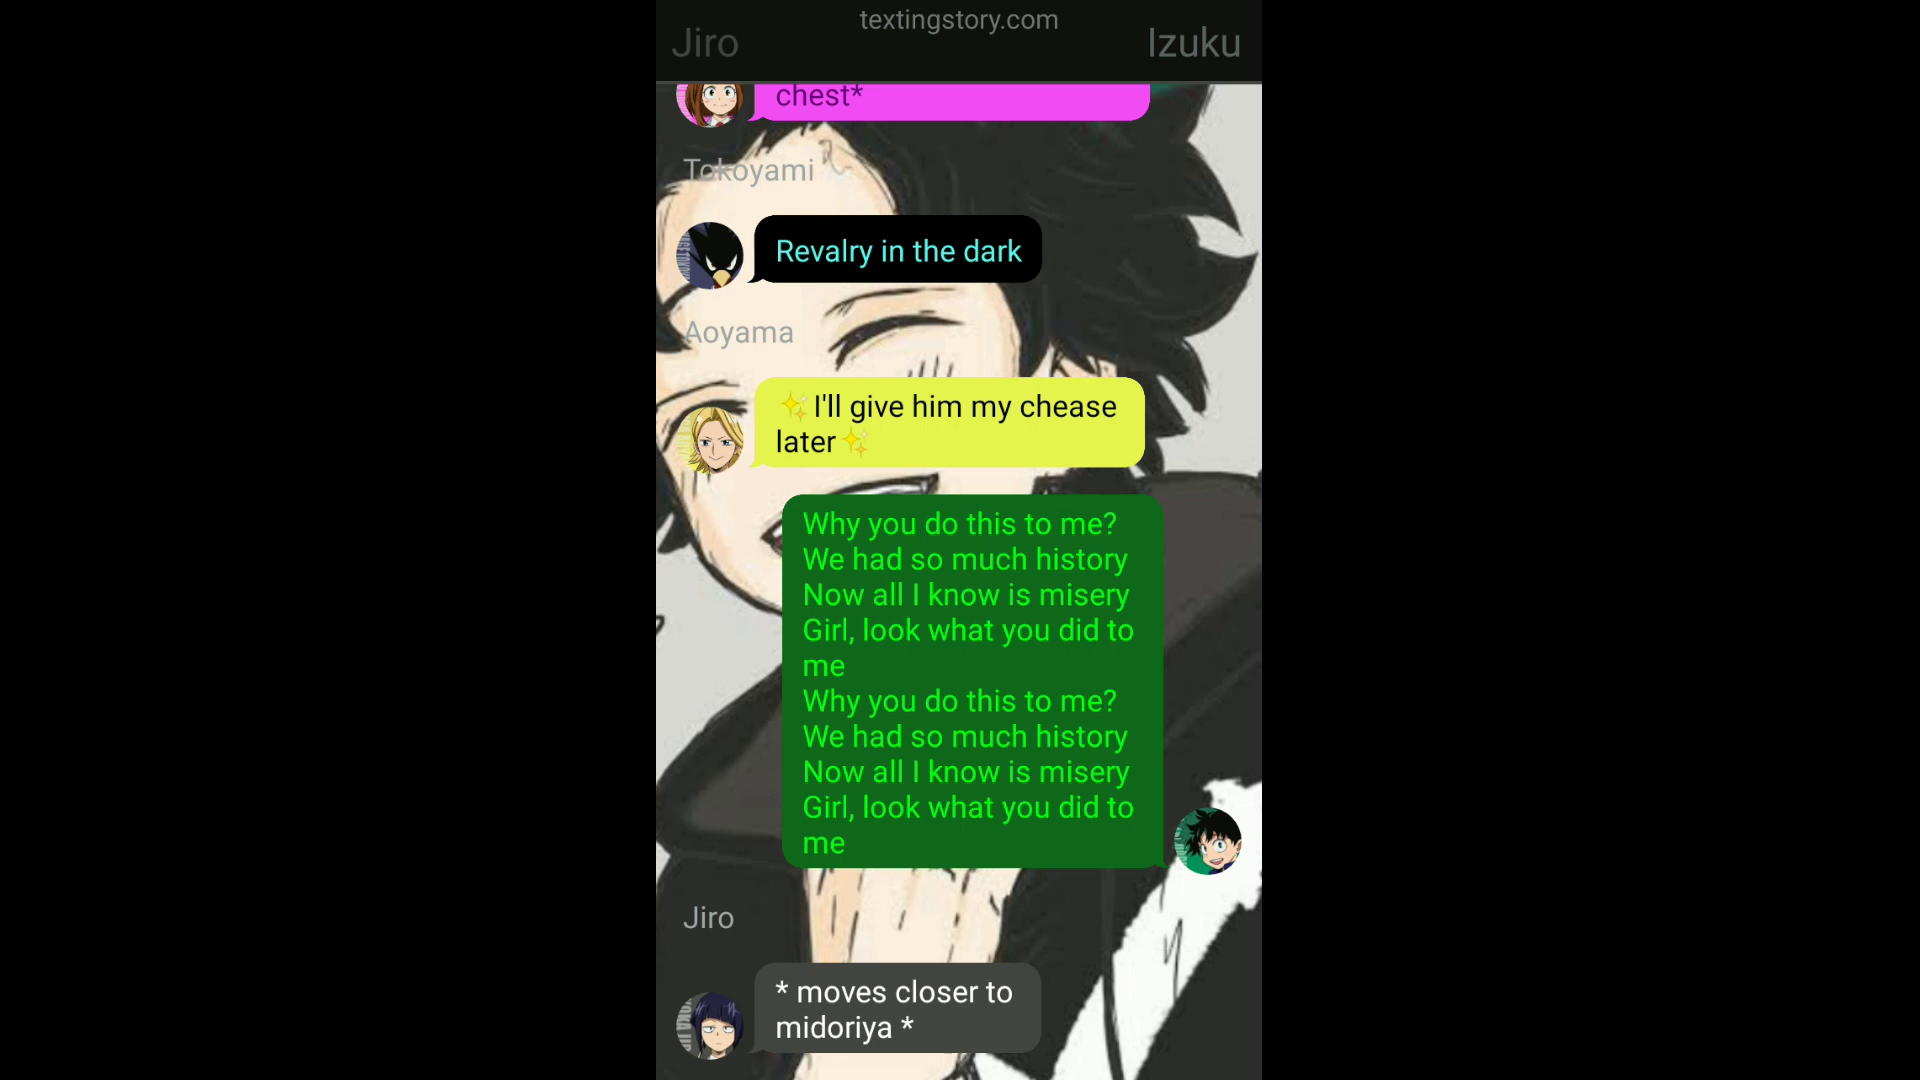 textingstory.com
Jiro
Izuku
chest*
Tokoyami
Revalry in the dark
Aoyama
✨I'll give him my chease
later✨
Why you do this to me?
We had so much history
Now all I know is misery
Girl, look what you did to
me
Why you do this to me?
We had so much history
Now all I know is misery
Girl, look what you did to
me
Jiro
* moves closer to
midoriya *